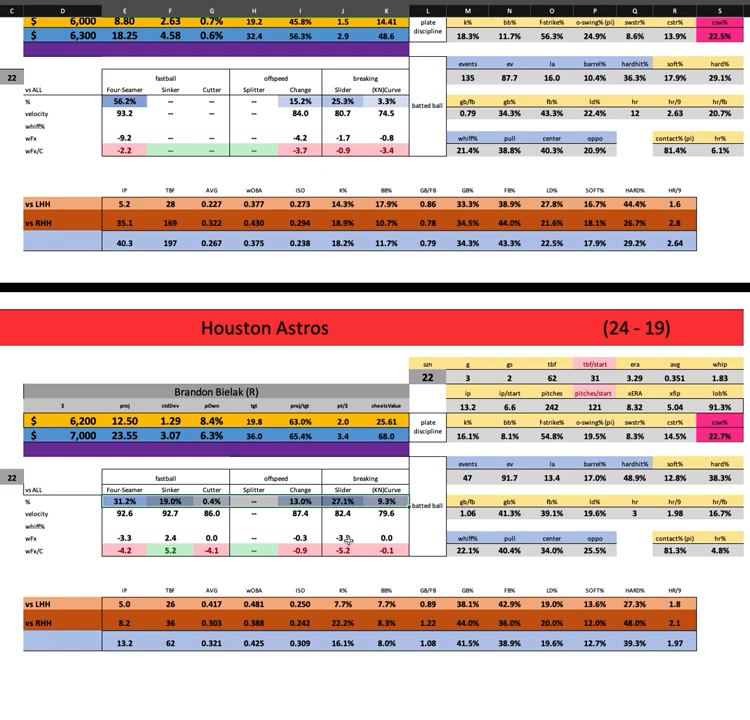 C D E F G H I J K L M N O P Q R S
$ 6,000 8.80 2.63 0.7% 19.2 45.8% 1.5 14.41 plate discipline k% bb% f-strike% o-swing% (pi) swstr% cstr% csw%
$ 6,300 18.25 4.58 0.6% 32.4 56.3% 2.9 48.6 18.3% 11.7% 56.3% 24.9% 8.6% 13.9% 22.5%
events ev la barrel% hardhit% soft% hard%
22 fastball offspeed breaking 135 87.7 16.0 10.4% 36.3% 17.9% 29.1%
vs ALL Four-Seamer Sinker Cutter Splitter Change Slider (KN)Curve
% 56.2% -- -- -- 15.2% 25.3% 3.3% batted ball gb/fb gb% fb% ld% hr hr/9 hr/fb
velocity 93.2 -- -- -- 84.0 80.7 74.5 0.79 34.3% 43.3% 22.4% 12 2.63 20.7%
whiff%
wFx -9.2 -- -- -- -4.2 -1.7 -0.8 whiff% pull center oppo contact% (pi) hr%
wFx/C -2.2 -- -- -- -3.7 -0.9 -3.4 21.4% 38.8% 40.3% 20.9% 81.4% 6.1%
IP TBF AVG wOBA ISO K% BB% GB/FB GB% FB% LD% SOFT% HARD% HR/9
vs LHH 5.2 28 0.227 0.377 0.273 14.3% 17.9% 0.86 33.3% 38.9% 27.8% 16.7% 44.4% 1.6
vs RHH 35.1 169 0.322 0.430 0.294 18.9% 10.7% 0.78 34.5% 44.0% 21.6% 18.1% 26.7% 2.8
40.3 197 0.267 0.375 0.238 18.2% 11.7% 0.79 34.3% 43.3% 22.5% 17.9% 29.2% 2.64
Houston Astros (24 - 19)
szn g gs tbf tbf/start era avg whip
22 3 2 62 31 3.29 0.351 1.83
Brandon Bielak (R) ip ip/start pitches pitches/start xERA xfip lob%
$ proj stdDev pOwn tgt proj/tgt pt/$ sheetsValue 13.2 6.6 242 121 8.32 5.04 91.3%
$ 6,200 12.50 1.29 8.4% 19.8 63.0% 2.0 25.61 plate discipline k% bb% f-strike% o-swing% (pi) swstr% cstr% csw%
$ 7,000 23.55 3.07 6.3% 36.0 65.4% 3.4 68.0 16.1% 8.1% 54.8% 19.5% 8.3% 14.5% 22.7%
events ev la barrel% hardhit% soft% hard%
22 fastball offspeed breaking 47 91.7 13.4 17.0% 48.9% 12.8% 38.3%
vs ALL Four-Seamer Sinker Cutter Splitter Change Slider (KN)Curve
% 31.2% 19.0% 0.4% -- 13.0% 27.1% 9.3% batted ball gb/fb gb% fb% ld% hr hr/9 hr/fb
velocity 92.6 92.7 86.0 -- 87.4 82.4 79.6 1.06 41.3% 39.1% 19.6% 3 1.98 16.7%
whiff%
wFx -3.3 2.4 0.0 -- -0.3 0.0 whiff% pull center oppo contact% (pi) hr%
wFx/C -4.2 5.2 -4.1 -- -0.9 -5.2 -0.1 22.1% 40.4% 34.0% 25.5% 81.3% 4.8%
IP TBF AVG wOBA ISO K% BB% GB/FB GB% FB% LD% SOFT% HARD% HR/9
vs LHH 5.0 26 0.417 0.481 0.250 7.7% 7.7% 0.89 38.1% 42.9% 19.0% 13.6% 27.3% 1.8
vs RHH 8.2 36 0.303 0.388 0.242 22.2% 8.3% 1.22 44.0% 36.0% 20.0% 12.0% 48.0% 2.1
13.2 62 0.321 0.425 0.309 16.1% 8.0% 1.08 41.5% 38.9% 19.6% 12.7% 39.3% 1.97